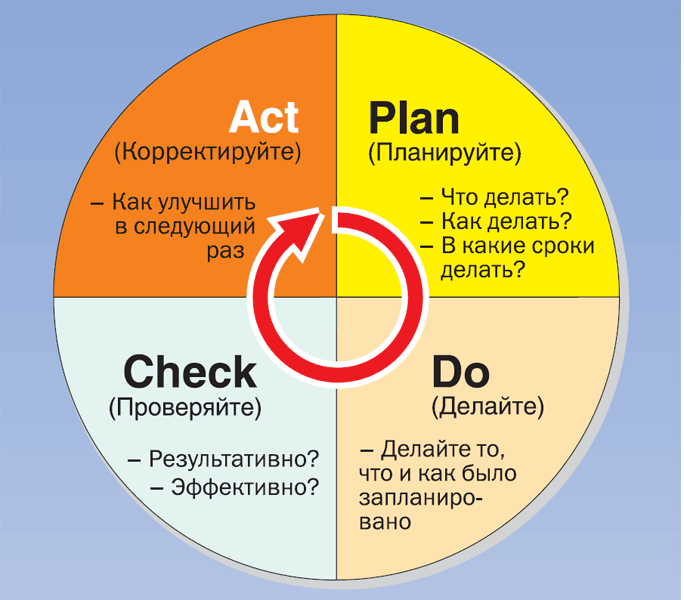 Act
(Корректируйте)
– Как улучшить
в следующий
раз
Plan
(Планируйте)
– Что делать?
– Как делать?
– В какие сроки
делать?
Check
(Проверяйте)
– Результативно?
– Эффективно?
Do
(Делайте)
– Делайте то,
что и как было
запланиро-
вано